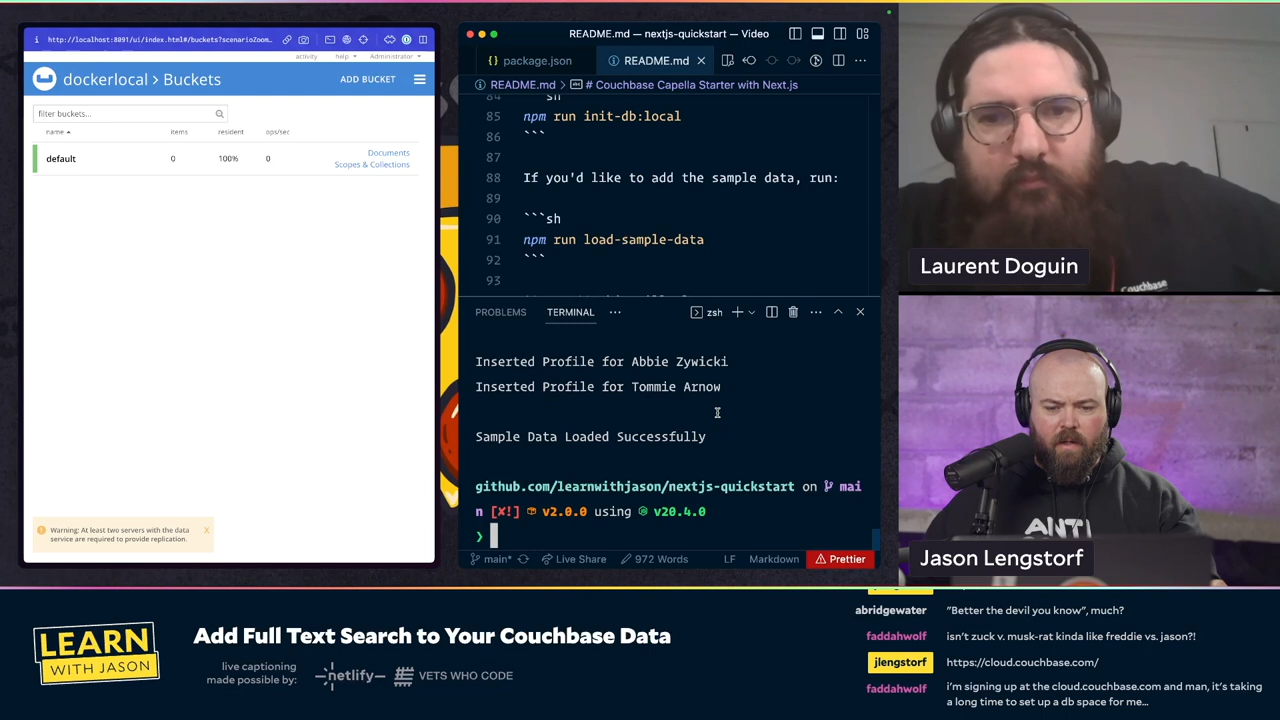 http://localhost:8091/ui/index.html#/buckets?scenarioZoom…
activity help Administrator
dockerlocal > Buckets
ADD BUCKET
filter buckets...
name items resident ops/sec
default 0 100% 0
Documents
Scopes & Collections
Warning: At least two servers with the data X
service are required to provide replication.
README.md — nextjs-quickstart — Video
package.json
README.md
README.md > # Couchbase Capella Starter with Next.js
84 ```sh
85 npm run init-db:local
86 ```
87
88 If you'd like to add the sample data, run:
89
90 ```sh
91 npm run load-sample-data
92 ```
93
PROBLEMS TERMINAL ··· zsh
Inserted Profile for Abbie Zywicki
Inserted Profile for Tommie Arnow
Sample Data Loaded Successfully
github.com/learnwithjason/nextjs-quickstart on mai
n [✘!] v2.0.0 using v20.4.0
❯
main* Live Share 972 Words LF Markdown Prettier
Laurent Doguin
Couchbase
ANTI
Jason Lengstorf
LEARN
WITH JASON
Add Full Text Search to Your Couchbase Data
live captioning
made possible by:
netlify
VETS WHO CODE
abridgewater "Better the devil you know", much?
faddahwolf isn't zuck v. musk-rat kinda like freddie vs. jason?!
jlengstorf https://cloud.couchbase.com/
faddahwolf i'm signing up at the cloud.couchbase.com and man, it's taking
a long time to set up a db space for me...